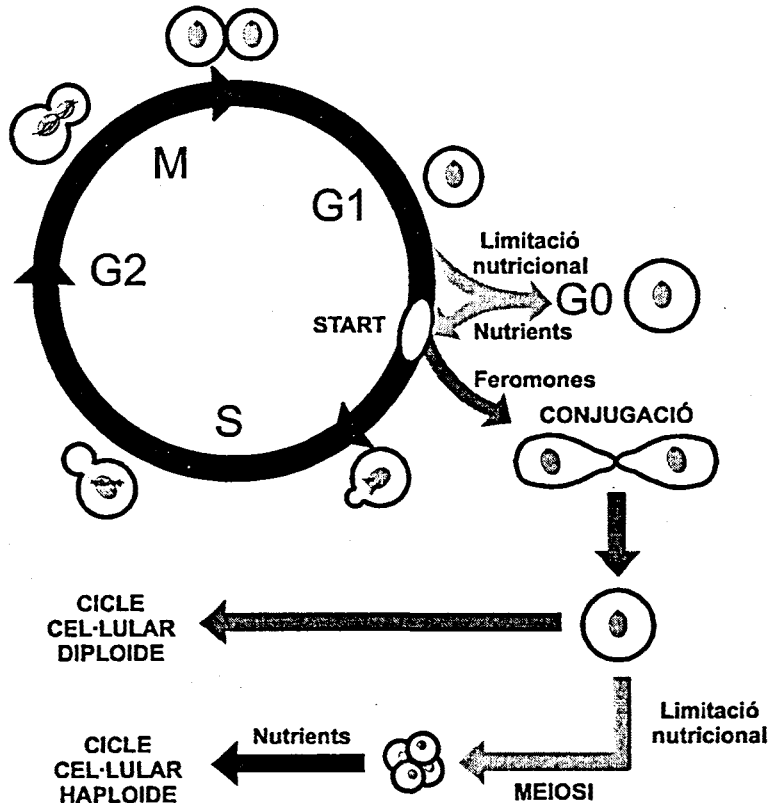 M
G1
G2
Limitació
nutricional
G0
START
Nutrients
Feromones
S
CONJUGACIÓ
CICLE
CEL·LULAR
DIPLOIDE
Limitació
nutricional
Nutrients
CICLE
CEL·LULAR
HAPLOIDE
MEIOSI